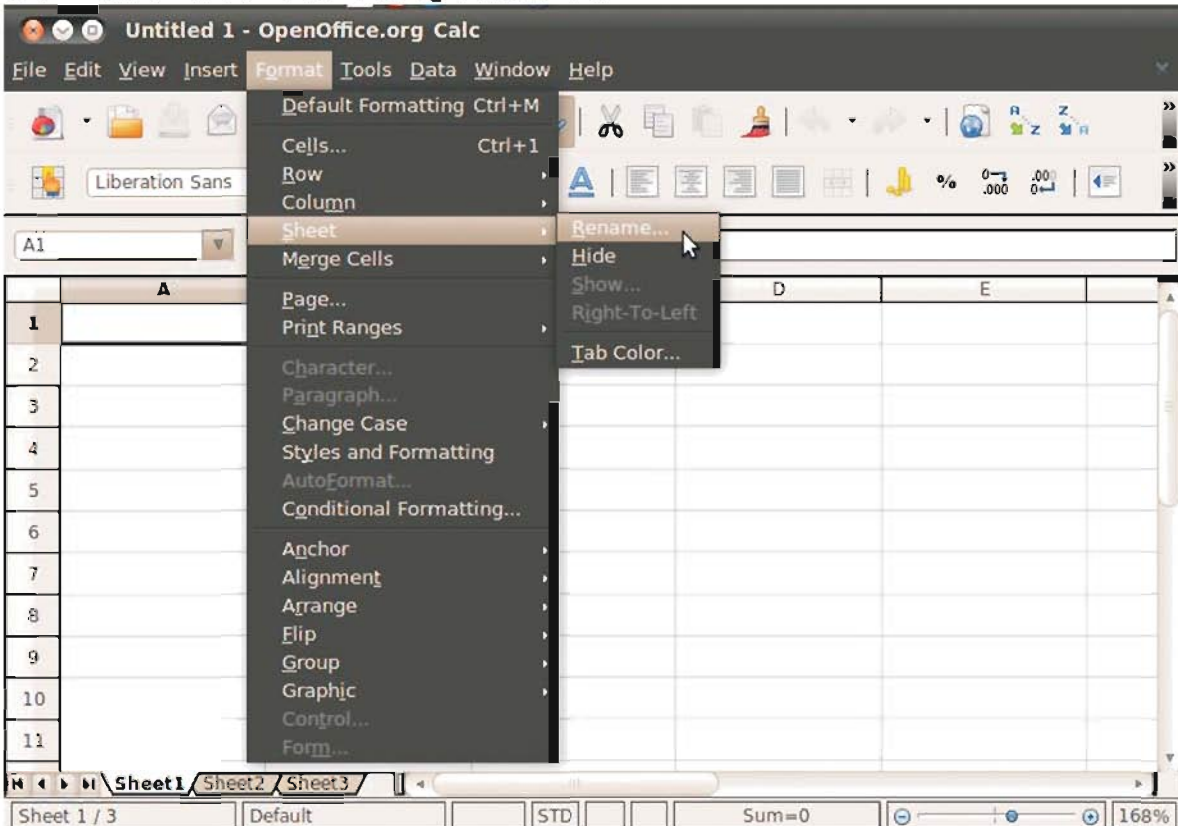 Untitled 1 - OpenOffice.org Calc
File Edit View Insert Format Tools Data Window Help
Liberation Sans
A1
Default Formatting Ctrl+M
Cells... Ctrl+1
Row
Column
Sheet
Merge Cells
Page...
Print Ranges
Character...
Paragraph...
Change Case
Styles and Formatting
AutoFormat...
Conditional Formatting...
Anchor
Alignment
Arrange
Flip
Group
Graphic
Control...
Form...
Rename...
Hide
Show...
Right-To-Left
Tab Color...
A D E
1
2
3
4
5
6
7
8
9
10
11
Sheet1 Sheet2 Sheet3
Sheet 1 / 3 Default STD Sum=0 168%